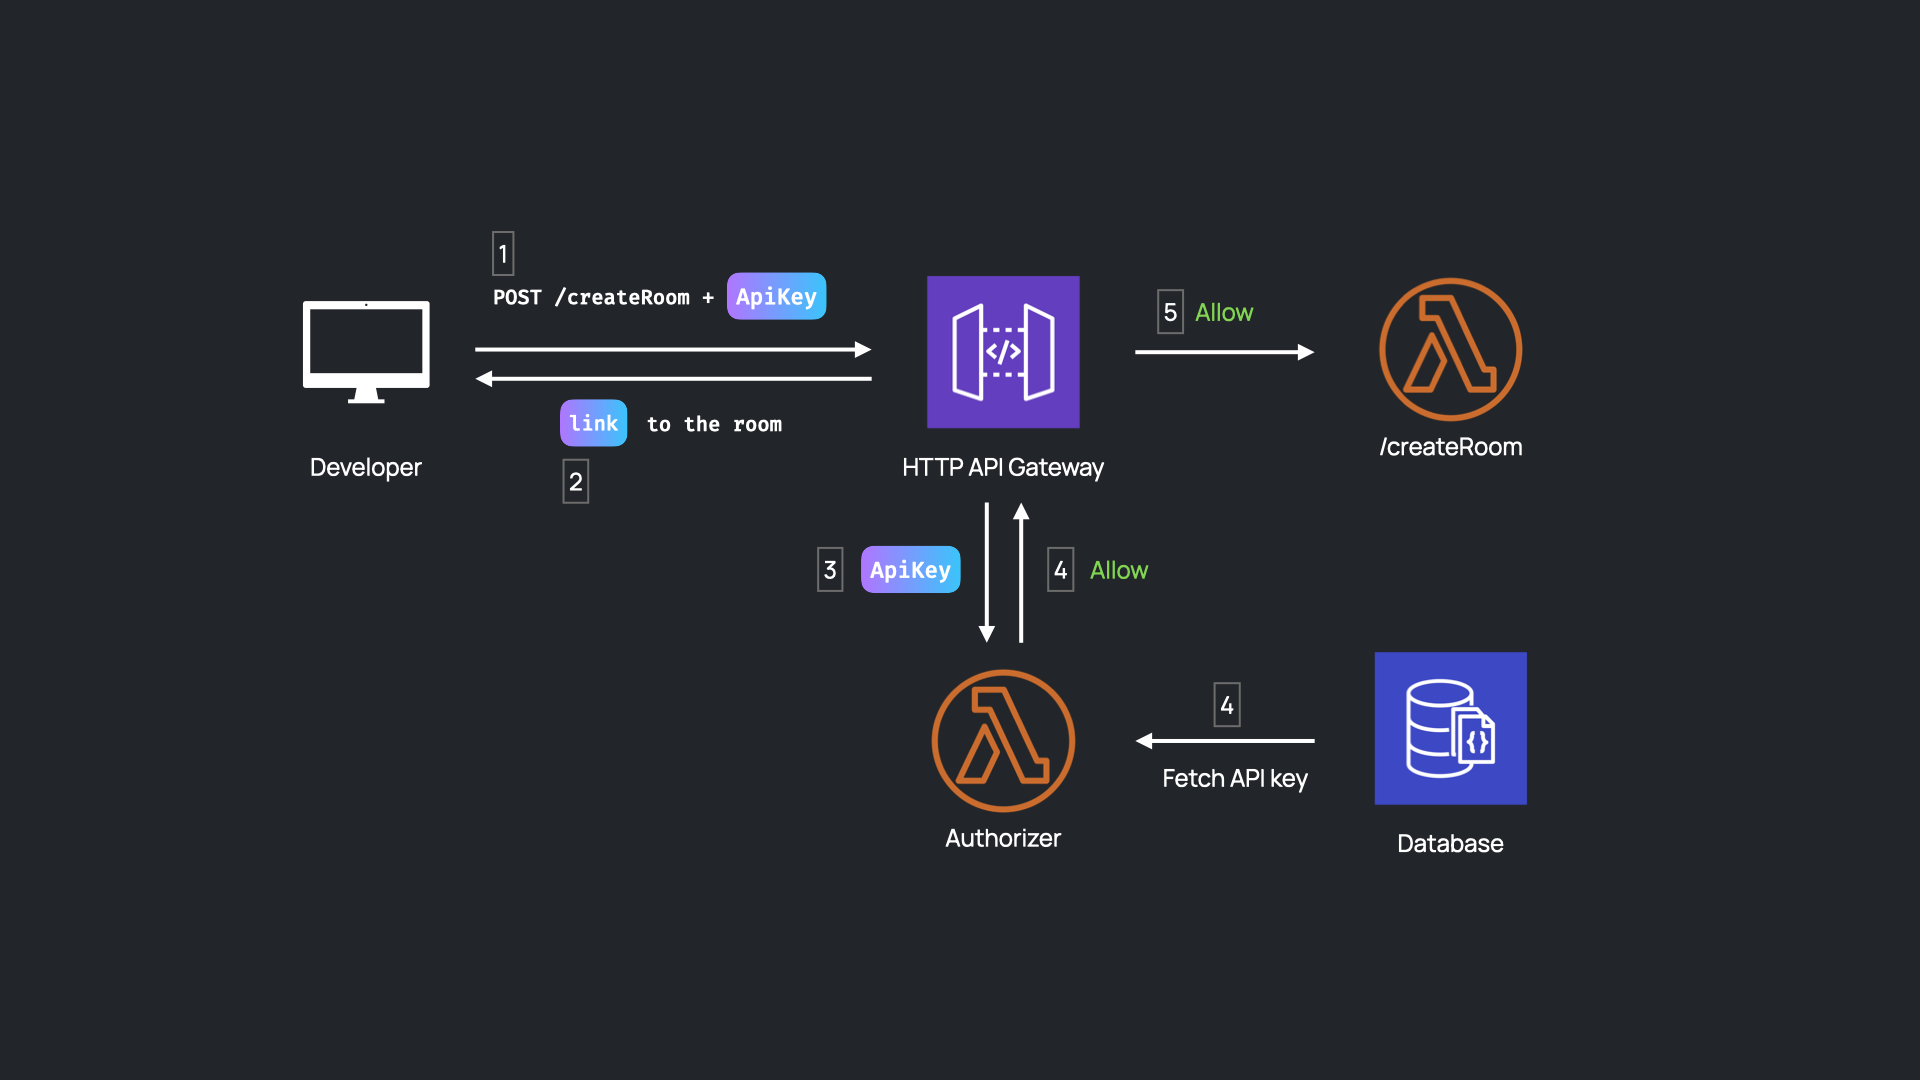 1
POST /createRoom + ApiKey
link to the room
2
Developer
</>
HTTP API Gateway
5 Allow
/createRoom
3 ApiKey
4 Allow
Authorizer
4
Fetch API key
{}
Database